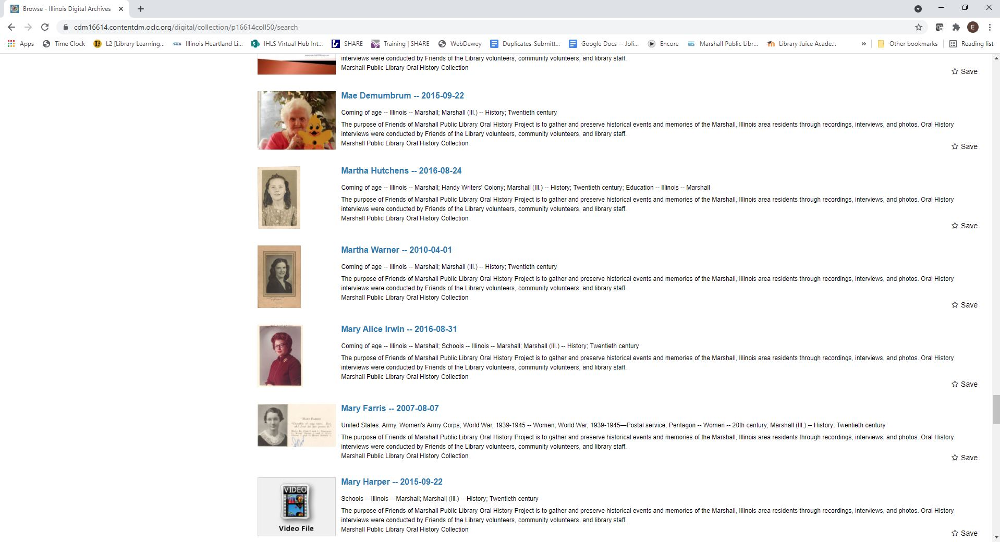 Browse - Illinois Digital Archives
cdm16614.contentdm.oclc.org/digital/collection/p16614coll50/search
E
Apps Time Clock L2 [Library Learning... Illinois Heartland Li... IHLS Virtual Hub Int... SHARE Training | SHARE WebDewey Duplicates-Submitt... Google Docs -- Joli... Encore Marshall Public Libr... Library Juice Acade... » Other bookmarks Reading list
interviews were conducted by Friends of the Library volunteers, community volunteers, and library staff.
Marshall Public Library Oral History Collection
Save
Mae Demumbrum -- 2015-09-22
Coming of age -- Illinois -- Marshall; Marshall (Ill.) -- History; Twentieth century
The purpose of Friends of Marshall Public Library Oral History Project is to gather and preserve historical events and memories of the Marshall, Illinois area residents through recordings, interviews, and photos. Oral History
interviews were conducted by Friends of the Library volunteers, community volunteers, and library staff.
Marshall Public Library Oral History Collection
Save
Martha Hutchens -- 2016-08-24
Coming of age -- Illinois -- Marshall; Handy Writers' Colony; Marshall (Ill.) -- History; Twentieth century; Education -- Illinois -- Marshall
The purpose of Friends of Marshall Public Library Oral History Project is to gather and preserve historical events and memories of the Marshall, Illinois area residents through recordings, interviews, and photos. Oral History
interviews were conducted by Friends of the Library volunteers, community volunteers, and library staff.
Marshall Public Library Oral History Collection
Save
Martha Warner -- 2010-04-01
Coming of age -- Illinois -- Marshall; Marshall (Ill.) -- History; Twentieth century
The purpose of Friends of Marshall Public Library Oral History Project is to gather and preserve historical events and memories of the Marshall, Illinois area residents through recordings, interviews, and photos. Oral History
interviews were conducted by Friends of the Library volunteers, community volunteers, and library staff.
Marshall Public Library Oral History Collection
Save
Mary Alice Irwin -- 2016-08-31
Coming of age -- Illinois -- Marshall; Schools -- Illinois -- Marshall; Marshall (Ill.) -- History; Twentieth century
The purpose of Friends of Marshall Public Library Oral History Project is to gather and preserve historical events and memories of the Marshall, Illinois area residents through recordings, interviews, and photos. Oral History
interviews were conducted by Friends of the Library volunteers, community volunteers, and library staff.
Marshall Public Library Oral History Collection
Save
MARY FARRIS
Mary Farris -- 2007-08-07
United States. Army. Women's Army Corps; World War, 1939-1945 -- Women; World War, 1939-1945—Postal service; Pentagon -- Women -- 20th century; Marshall (Ill.) -- History; Twentieth century
The purpose of Friends of Marshall Public Library Oral History Project is to gather and preserve historical events and memories of the Marshall, Illinois area residents through recordings, interviews, and photos. Oral History
interviews were conducted by Friends of the Library volunteers, community volunteers, and library staff.
Marshall Public Library Oral History Collection
Save
VIDEO
Video File
Mary Harper -- 2015-09-22
Schools -- Illinois -- Marshall; Marshall (Ill.) -- History; Twentieth century
The purpose of Friends of Marshall Public Library Oral History Project is to gather and preserve historical events and memories of the Marshall, Illinois area residents through recordings, interviews, and photos. Oral History
interviews were conducted by Friends of the Library volunteers, community volunteers, and library staff.
Marshall Public Library Oral History Collection
Save